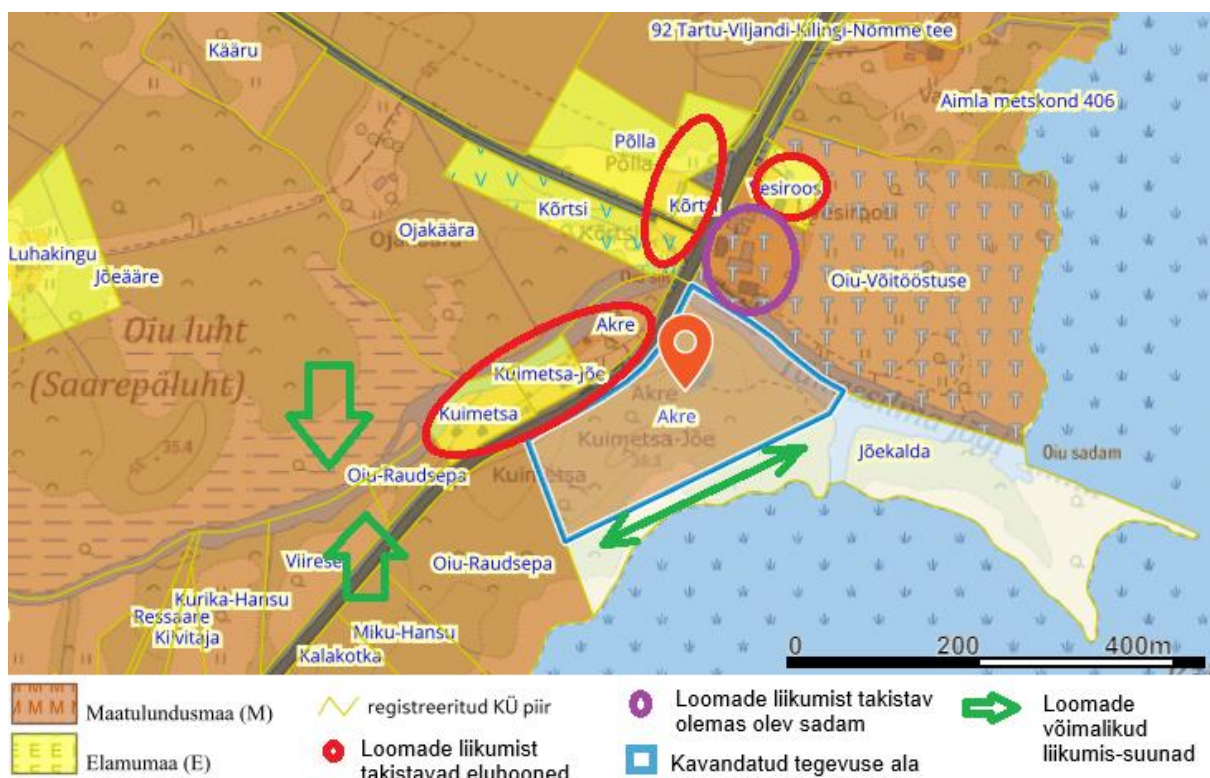 92 Tartu-Viljandi-Kilingi-Nõmme tee
Kääru
Aimla metskond 406
Põlla
Põlla
Vesiroos
Kõrtsi
Kõrtsi
Ojakäära
Luhakingu
Jõeääre
Oiu-Võitööstuse
Oiu luht
(Saarepäluht)
Akre
Kuimetsa-jõe
Kuimetsa
Akre
Akre
Kuimetsa-Jõe
Jõekalda
Oiu sadam
Oiu-Raudsepa
Kuimetsa
Oiu-Raudsepa
Kurika-Hansu
Ressaare
Miku-Hansu
Kalakotka
0 200 400m
Maatulundusmaa (M)
registreeritud KÜ piir
Loomade liikumist takistav
olemas olev sadam
Loomade
võimalikud
liikumis-suunad
Elamumaa (E)
Loomade liikumist
takistavad eluhooned
Kavandatud tegevuse ala